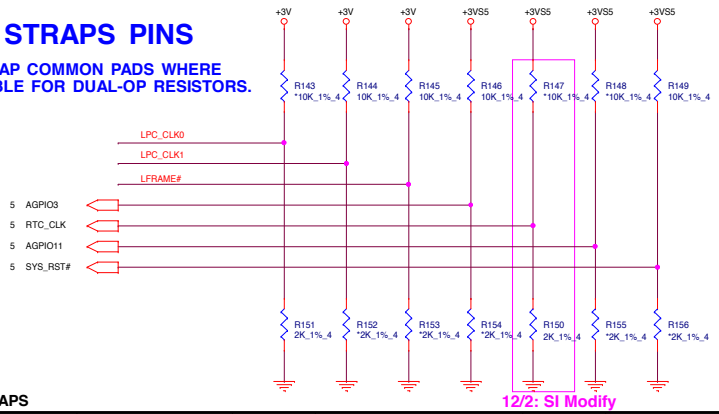 +3V +3V +3V +3VS5 +3VS5 +3VS5 +3VS5
STRAPS PINS
AP COMMON PADS WHERE
BLE FOR DUAL-OP RESISTORS.
R143 R144 R145 R146 R147 R148 R149
*10K_1%_4 10K_1%_4 10K_1%_4 10K_1%_4 *10K_1%_4 *10K_1%_4 10K_1%_4
LPC_CLK0
LPC_CLK1
LFRAME#
5 AGPIO3
5 RTC_CLK
5 AGPIO11
5 SYS_RST#
R151 R152 R153 R154 R150 R155 R156
2K_1%_4 *2K_1%_4 *2K_1%_4 *2K_1%_4 2K_1%_4 *2K_1%_4 *2K_1%_4
APS
12/2: SI Modify